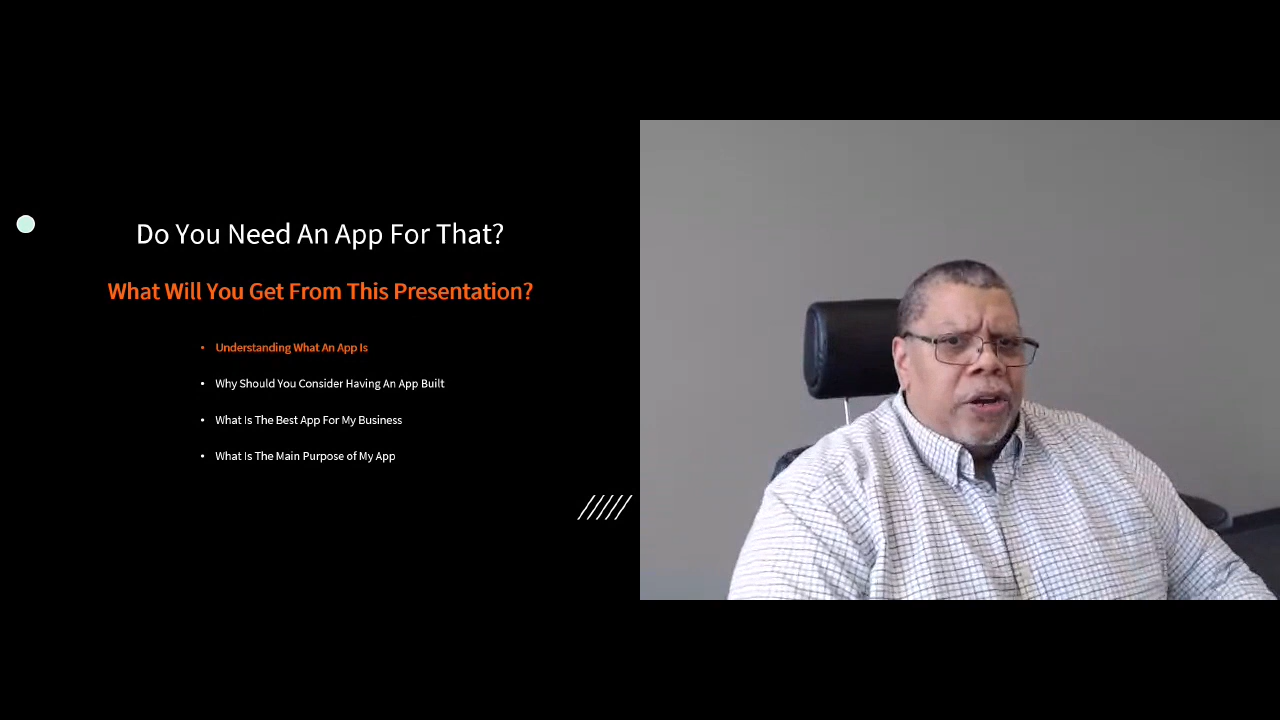 Do You Need An App For That?
What Will You Get From This Presentation?
• Understanding What An App Is
• Why Should You Consider Having An App Built
• What Is The Best App For My Business
• What Is The Main Purpose of My App